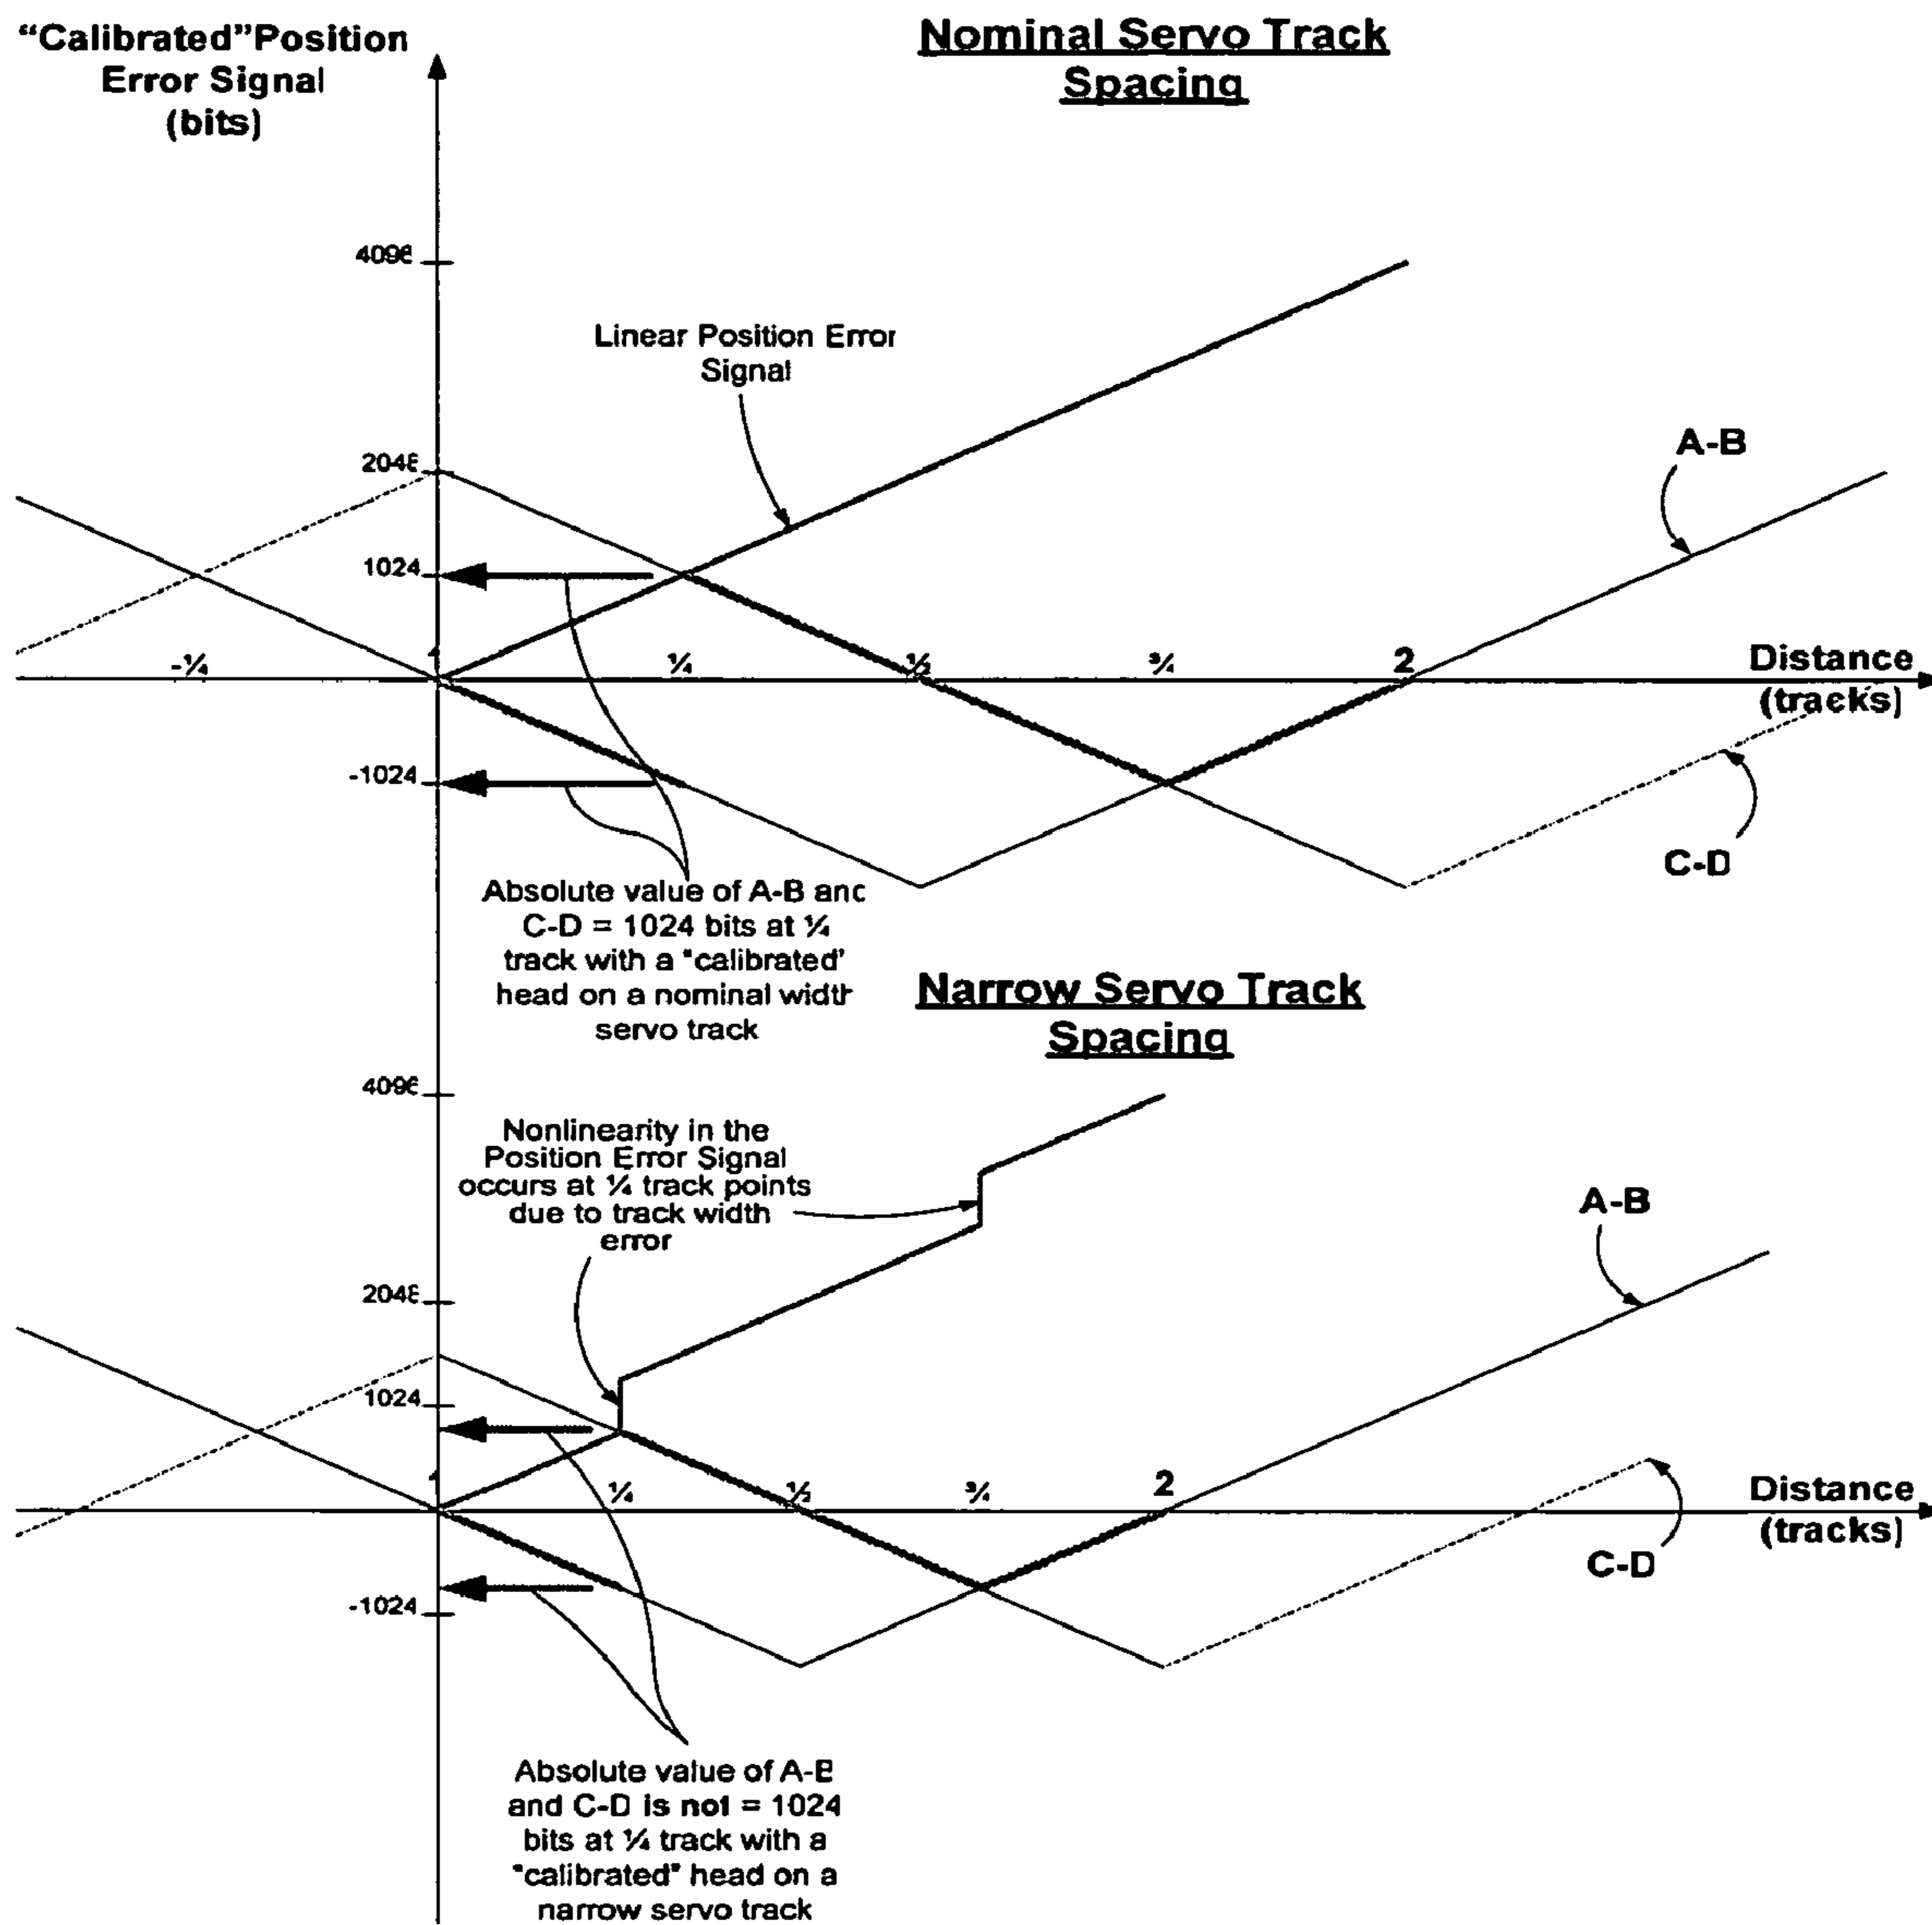 “Calibrated”Position
Error Signal
(bits)
Nominal Servo Track
Spacing
4096
Linear Position Error
Signal
2048
A-B
1024
-¼
1
¼
½
¾
2
Distance
(tracks)
-1024
C-D
Absolute value of A-B and
C-D = 1024 bits at ¼
track with a "calibrated'
head on a nominal width
servo track
Narrow Servo Track
Spacing
4096
Nonlinearity in the
Position Error Signal
occurs at ¼ track points
due to track width
error
A-B
2048
1024
1
¼
½
¾
2
Distance
(tracks)
C-D
-1024
Absolute value of A-B
and C-D is not = 1024
bits at ¼ track with a
"calibrated" head on a
narrow servo track